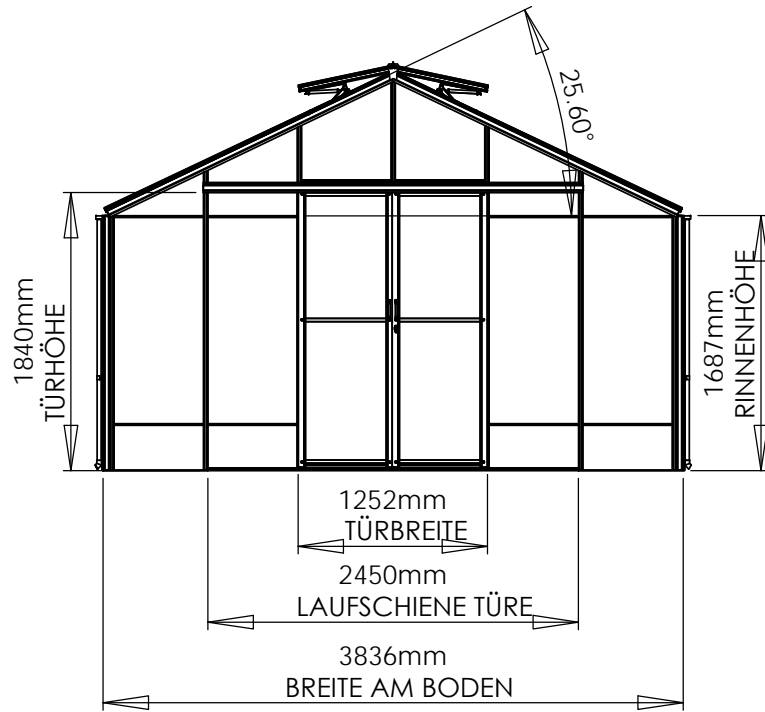 25.60°
1840mm
TÜRHÖHE
1687mm
RINNENHÖHE
1252mm
TÜRBREITE
2450mm
LAUFSCHIENE TÜRE
3836mm
BREITE AM BODEN